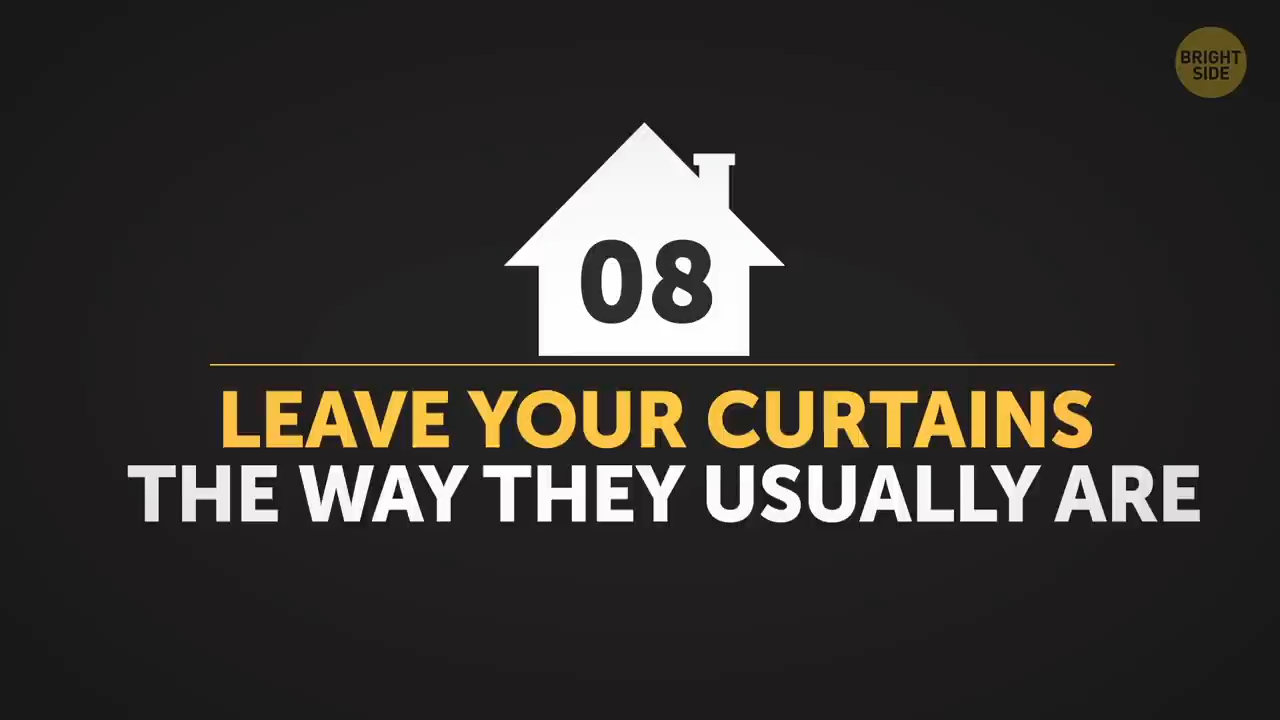 BRIGHT
SIDE
08
LEAVE YOUR CURTAINS
THE WAY THEY USUALLY ARE